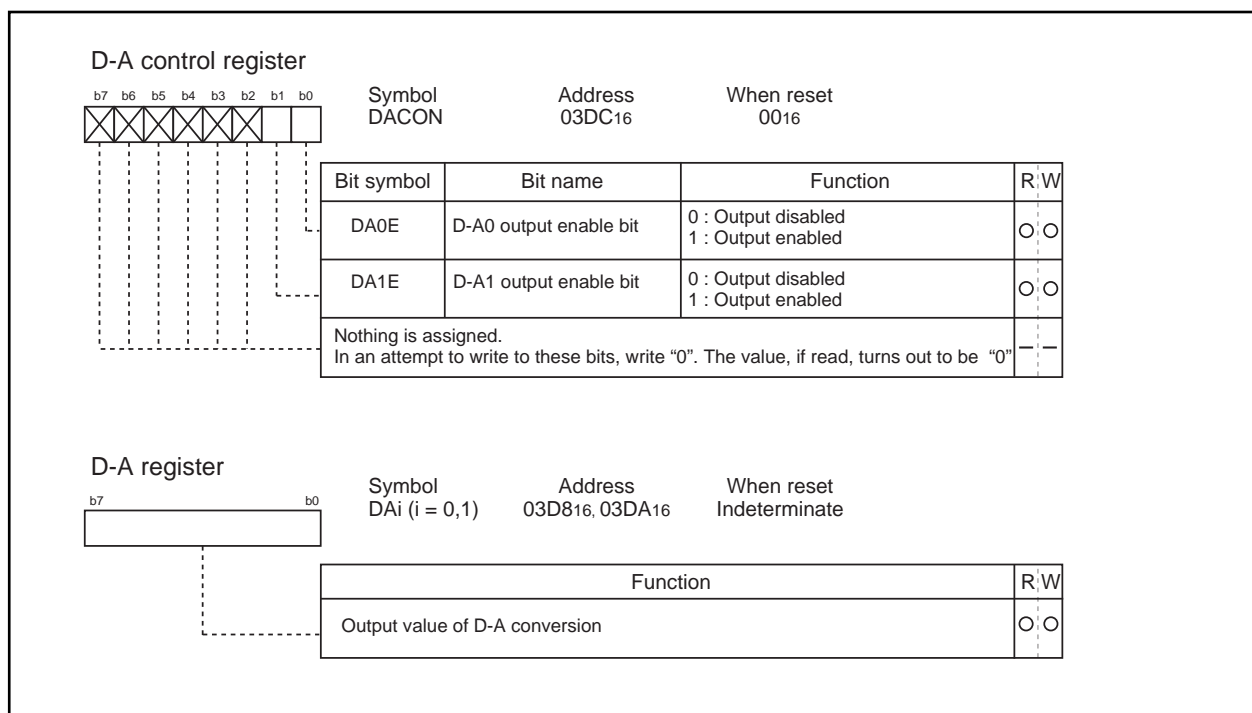 D-A control register
b7 b6 b5 b4 b3 b2 b1 b0
Symbol Address When reset
DACON 03DC16 0016
Bit symbol Bit name Function R W
DA0E D-A0 output enable bit 0 : Output disabled
1 : Output enabled
DA1E D-A1 output enable bit 0 : Output disabled
1 : Output enabled
Nothing is assigned.
In an attempt to write to these bits, write “0”. The value, if read, turns out to be “0”
D-A register
b7 b0
Symbol Address When reset
DAi (i = 0,1) 03D816, 03DA16 Indeterminate
Function R W
Output value of D-A conversion